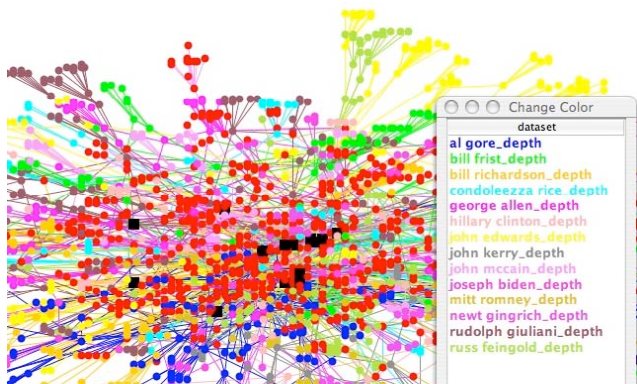 Change Color
dataset
al gore_depth
bill frist_depth
bill richardson_depth
condoleezza rice_depth
george allen_depth
hillary clinton_depth
john edwards_depth
john kerry_depth
john mccain_depth
joseph biden_depth
mitt romney_depth
newt gingrich_depth
rudolph giuliani_depth
russ feingold_depth